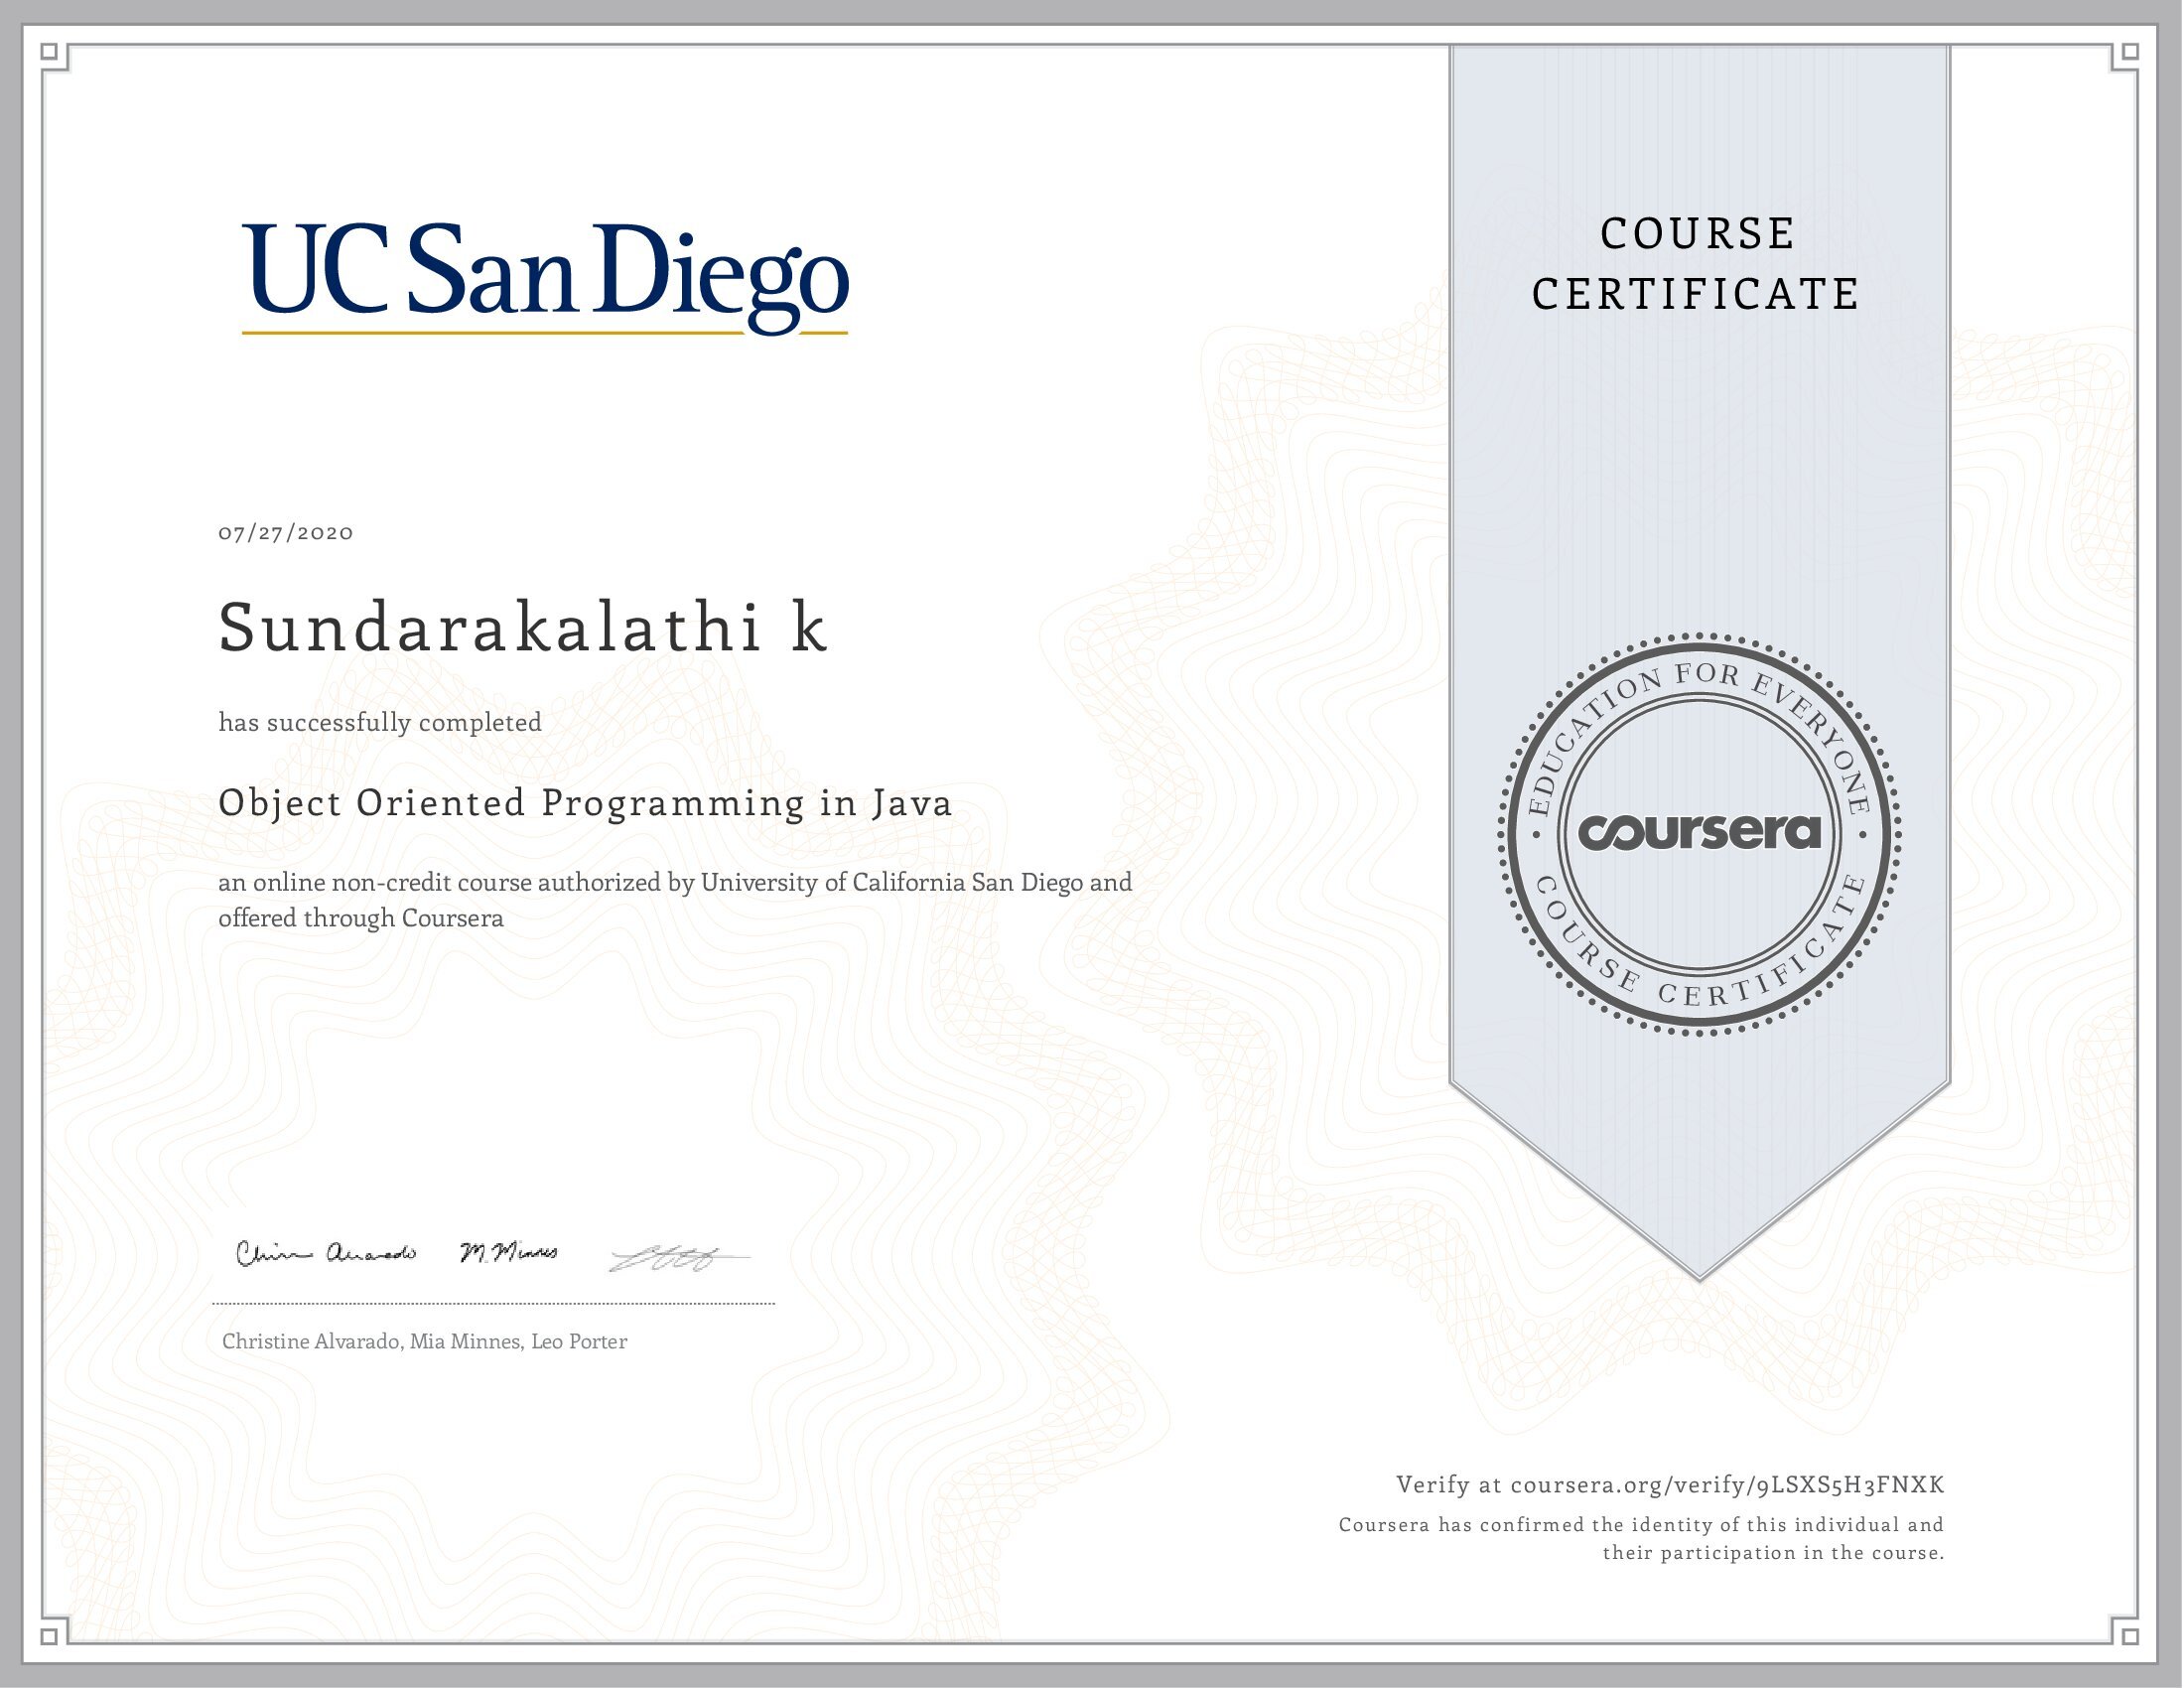 UC San Diego
COURSE
CERTIFICATE
07/27/2020
Sundarakalathi k
has successfully completed
Object Oriented Programming in Java
an online non-credit course authorized by University of California San Diego and
offered through Coursera
• EDUCATION FOR EVERYONE •
coursera
COURSE CERTIFICATE
M. Minnes
Christine Alvarado, Mia Minnes, Leo Porter
Verify at coursera.org/verify/9LSXS5H3FNXK
Coursera has confirmed the identity of this individual and
their participation in the course.